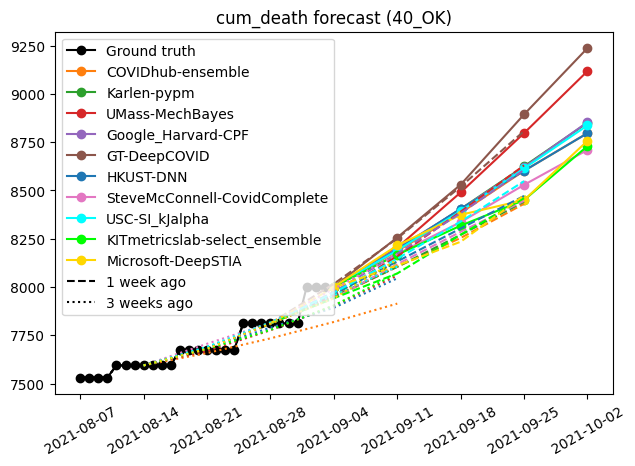 cum_death forecast (40_OK)
9250
9000
8750
8500
8250
8000
7750
7500
Ground truth
COVIDhub-ensemble
Karlen-pypm
UMass-MechBayes
Google_Harvard-CPF
GT-DeepCOVID
HKUST-DNN
SteveMcConnell-CovidComplete
USC-SI_kJalpha
KITmetricslab-select_ensemble
Microsoft-DeepSTIA
1 week ago
3 weeks ago
2021-08-07
2021-08-14
2021-08-21
2021-08-28
2021-09-04
2021-09-11
2021-09-18
2021-09-25
2021-10-02